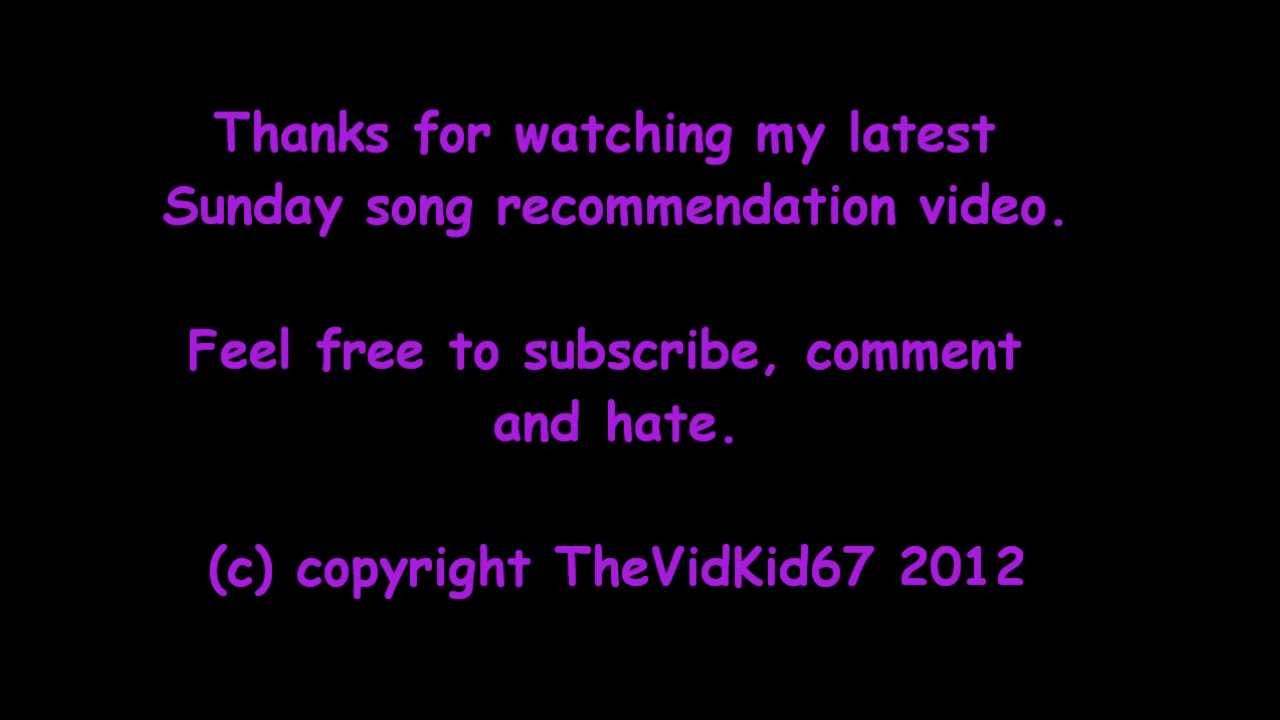 Thanks for watching my latest
Sunday song recommendation video.
Feel free to subscribe, comment
and hate.
(c) copyright TheVidKid67 2012